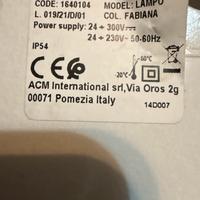 CODE: 1640104 MODEL: LAMPO
L. 019/21/D/01 COL. FABIANA
Power supply: 24 ÷ 300V⎓
24 ÷ 230V~ 50-60Hz
IP54
CE -20°C 60°C
ACM International srl,Via Oros 2g
00071 Pomezia Italy
14D007